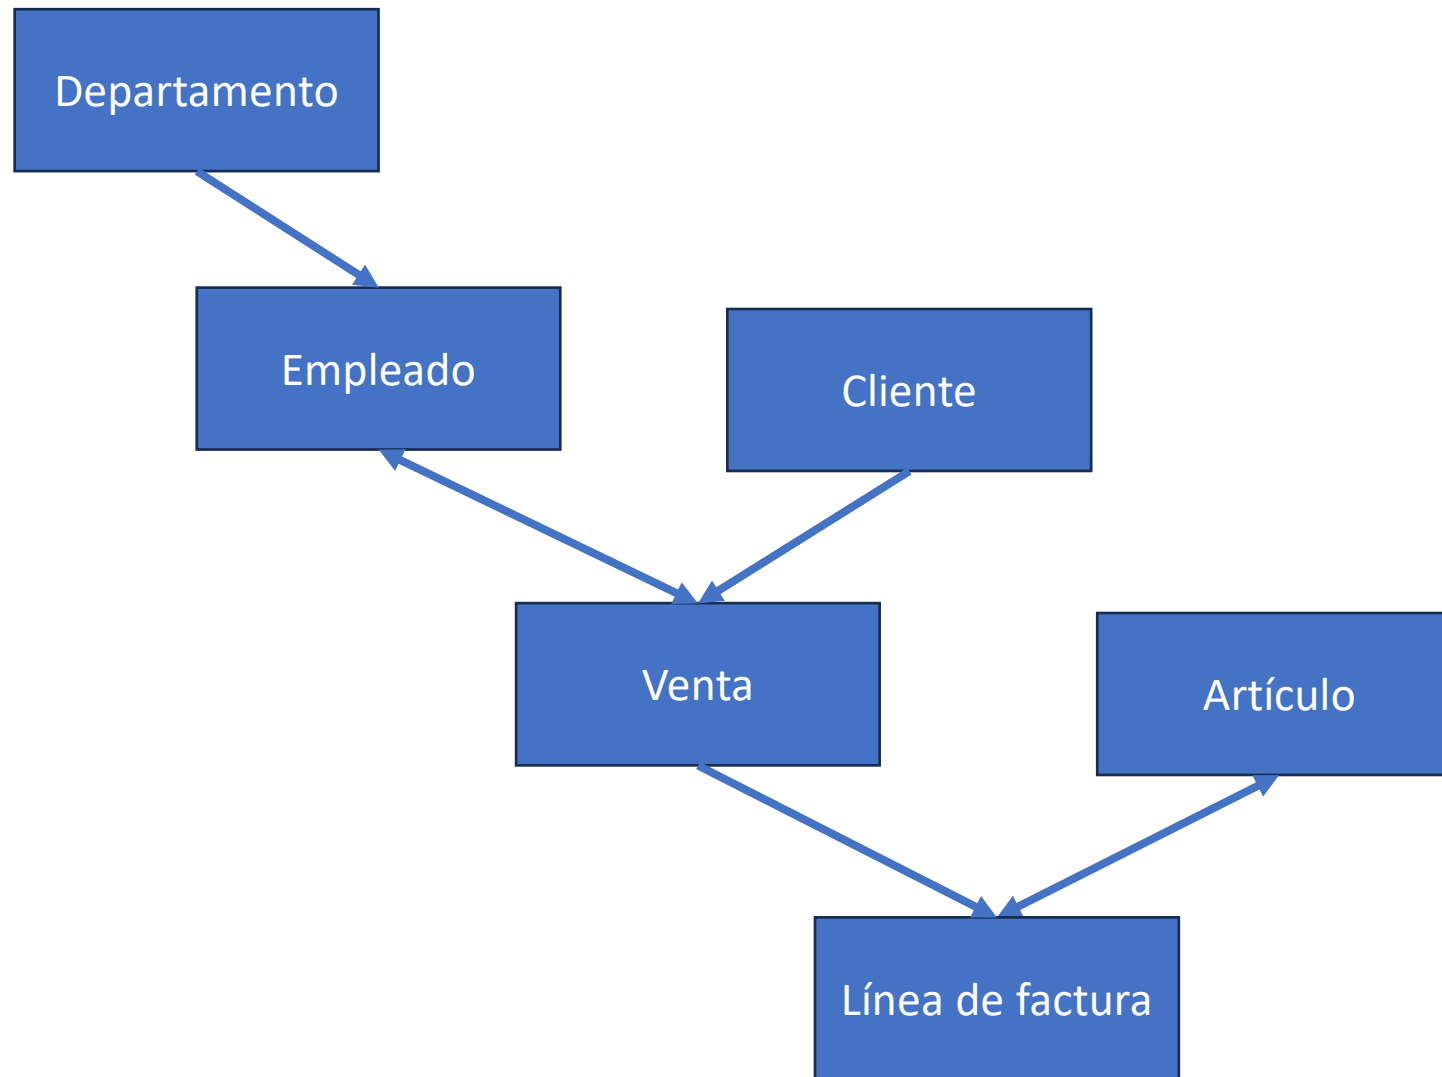 Departamento
Empleado
Cliente
Venta
Artículo
Línea de factura